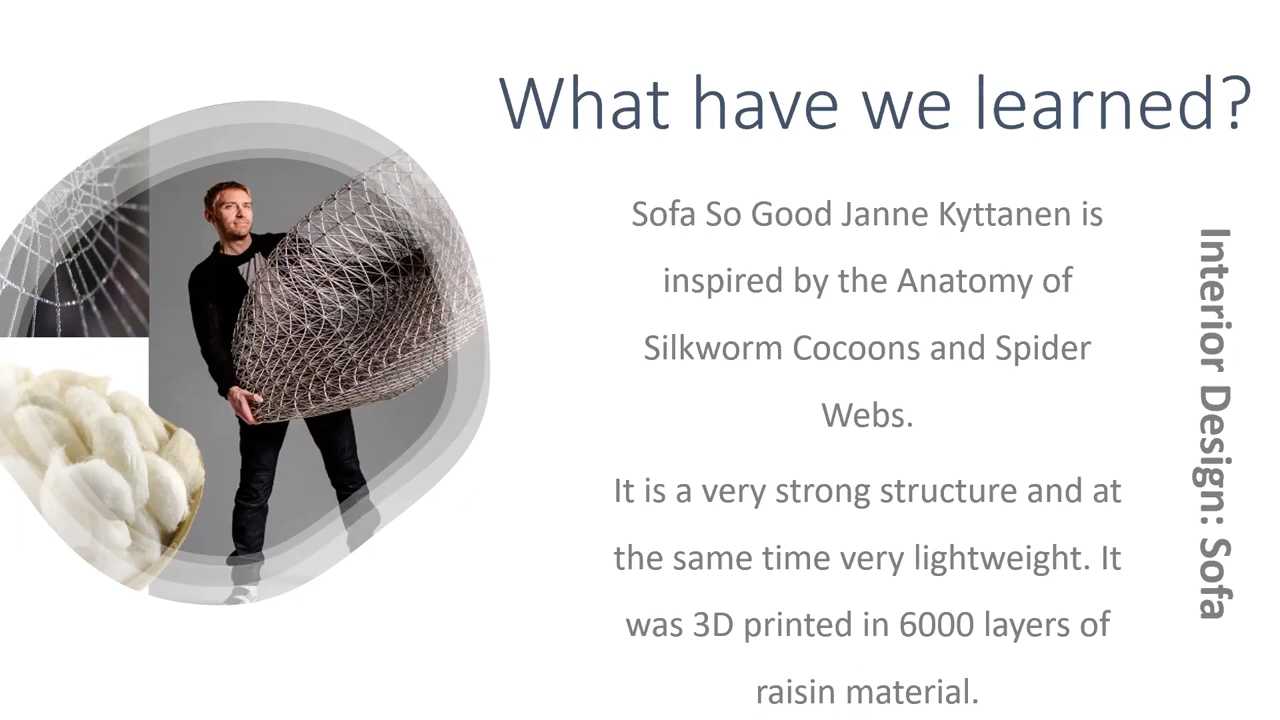 What have we learned?
Sofa So Good Janne Kyttanen is
inspired by the Anatomy of
Silkworm Cocoons and Spider
Webs.
It is a very strong structure and at
the same time very lightweight. It
was 3D printed in 6000 layers of
raisin material.
Interior Design: Sofa